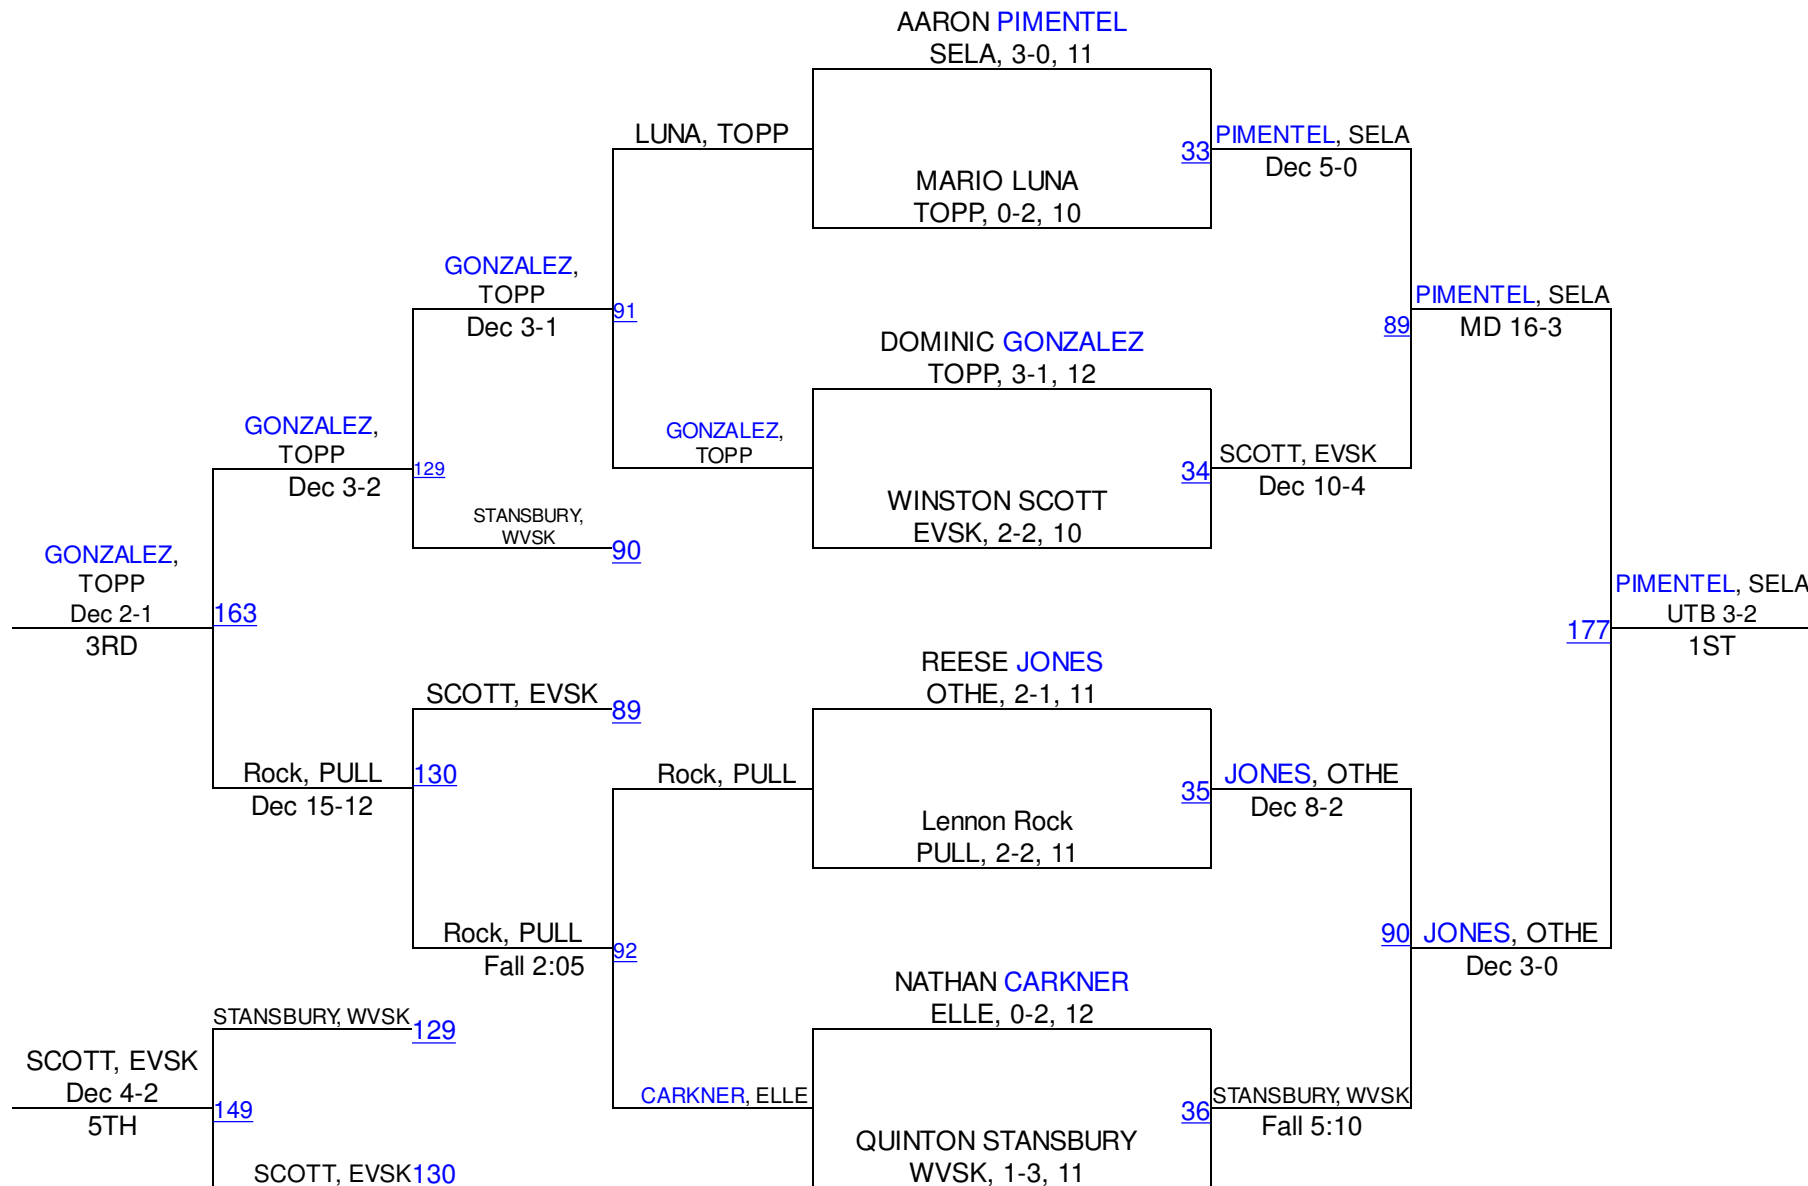 AARON PIMENTEL
SELA, 3-0, 11
LUNA, TOPP
33
PIMENTEL, SELA
Dec 5-0
MARIO LUNA
TOPP, 0-2, 10
GONZALEZ,
TOPP
Dec 3-1
91
PIMENTEL, SELA
MD 16-3
89
DOMINIC GONZALEZ
TOPP, 3-1, 12
GONZALEZ,
TOPP
Dec 3-2
129
GONZALEZ,
TOPP
34
SCOTT, EVSK
Dec 10-4
WINSTON SCOTT
EVSK, 2-2, 10
STANSBURY,
WVSK
90
GONZALEZ,
TOPP
Dec 2-1
3RD
163
PIMENTEL, SELA
UTB 3-2
1ST
177
REESE JONES
OTHE, 2-1, 11
SCOTT, EVSK
89
Rock, PULL
Dec 15-12
130
Rock, PULL
35
JONES, OTHE
Dec 8-2
Lennon Rock
PULL, 2-2, 11
Rock, PULL
Fall 2:05
92
90
JONES, OTHE
Dec 3-0
NATHAN CARKNER
ELLE, 0-2, 12
STANSBURY, WVSK
129
SCOTT, EVSK
Dec 4-2
5TH
149
CARKNER, ELLE
36
STANSBURY, WVSK
Fall 5:10
QUINTON STANSBURY
WVSK, 1-3, 11
SCOTT, EVSK
130